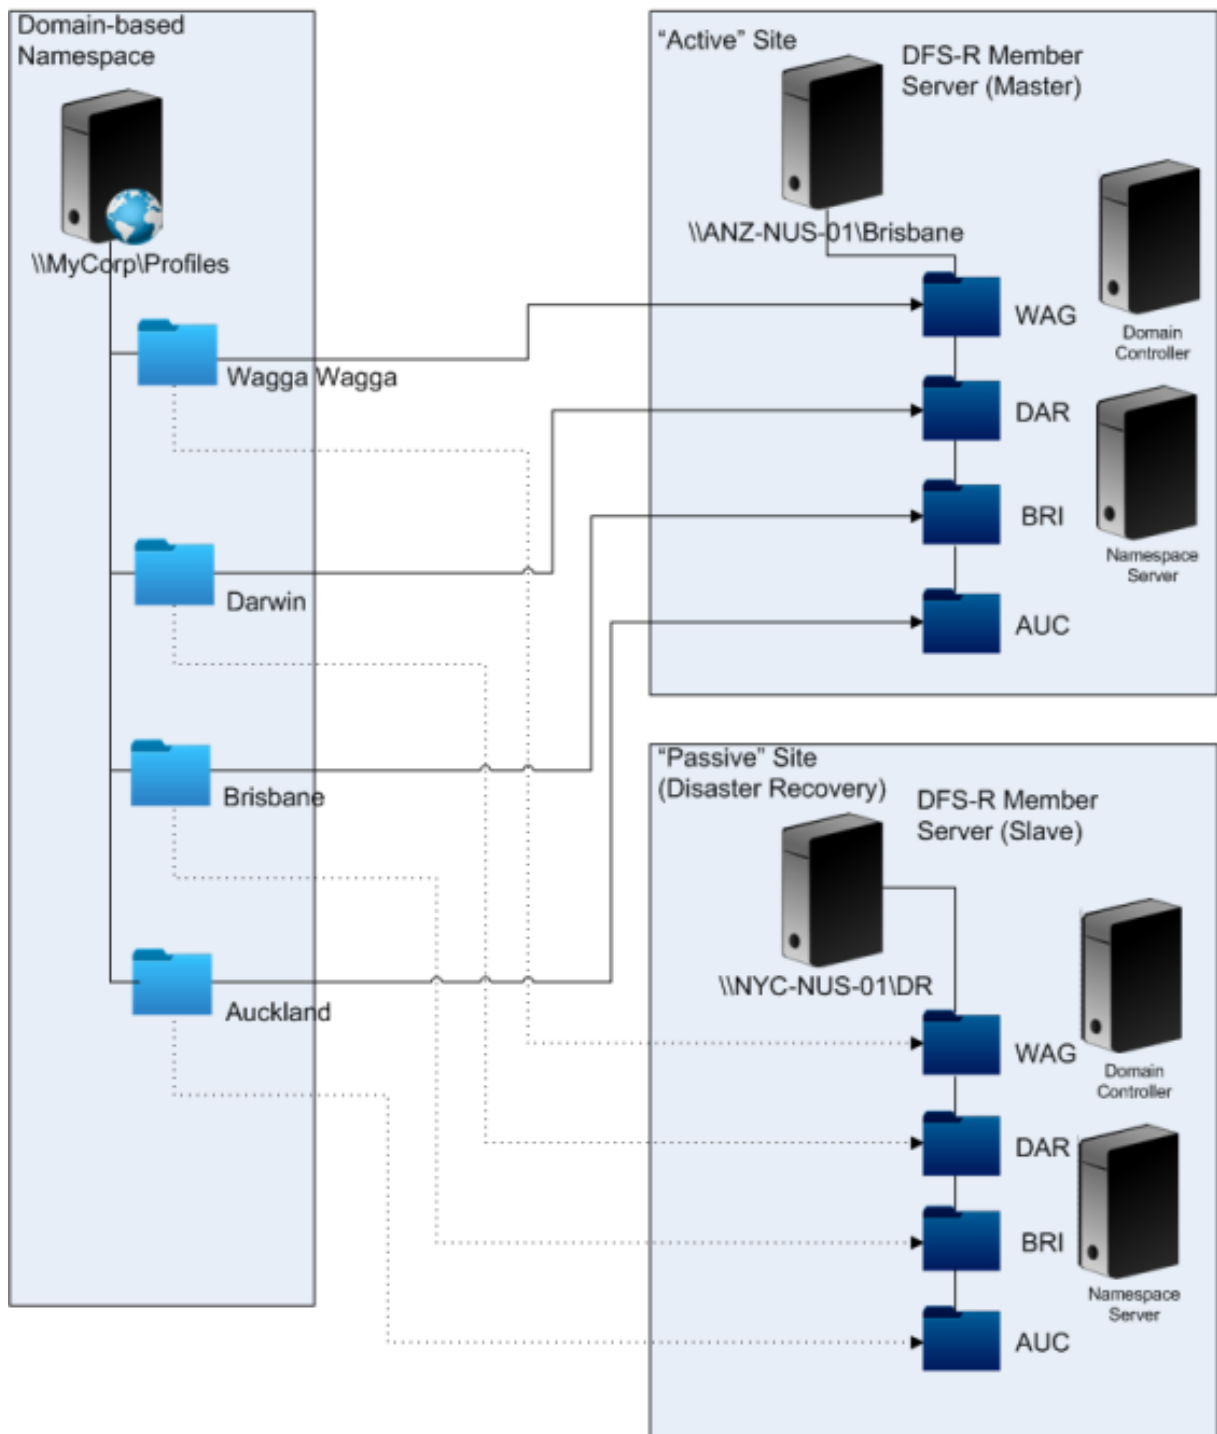 Domain-based
Namespace
\\MyCorp\Profiles
Wagga Wagga
Darwin
Brisbane
Auckland
“Active” Site
DFS-R Member
Server (Master)
\\ANZ-NUS-01\Brisbane
WAG
DAR
BRI
AUC
Domain
Controller
Namespace
Server
“Passive” Site
(Disaster Recovery)
DFS-R Member
Server (Slave)
\\NYC-NUS-01\DR
WAG
DAR
BRI
AUC
Domain
Controller
Namespace
Server